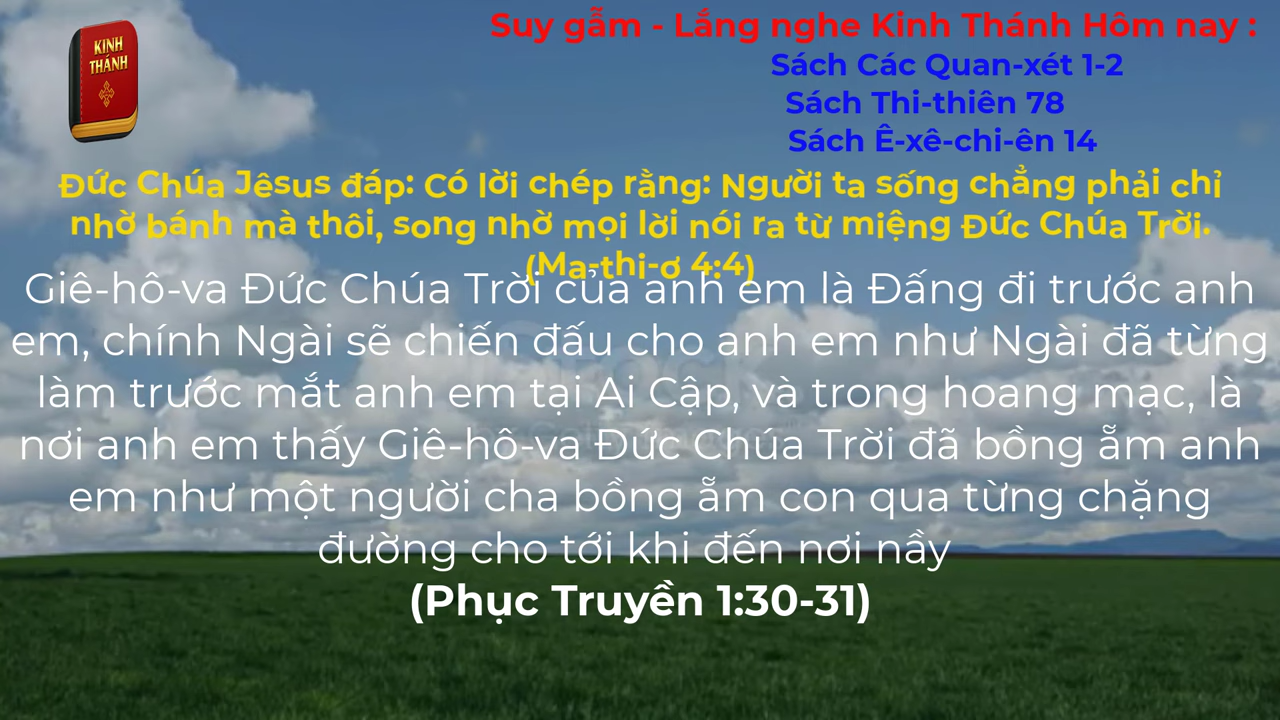 KINH
THÁNH
Suy gẫm - Lắng nghe Kinh Thánh Hôm nay :
Sách Các Quan-xét 1-2
Sách Thi-thiên 78
Sách Ê-xê-chi-ên 14
Đức Chúa Jêsus đáp: Có lời chép rằng: Người ta sống chẳng phải chỉ
nhờ bánh mà thôi, song nhờ mọi lời nói ra từ miệng Đức Chúa Trời.
(Ma-thi-ơ 4:4)
Giê-hô-va Đức Chúa Trời của anh em là Đấng đi trước anh
em, chính Ngài sẽ chiến đấu cho anh em như Ngài đã từng
làm trước mắt anh em tại Ai Cập, và trong hoang mạc, là
nơi anh em thấy Giê-hô-va Đức Chúa Trời đã bồng ẵm anh
em như một người cha bồng ẵm con qua từng chặng
đường cho tới khi đến nơi nầy
(Phục Truyền 1:30-31)